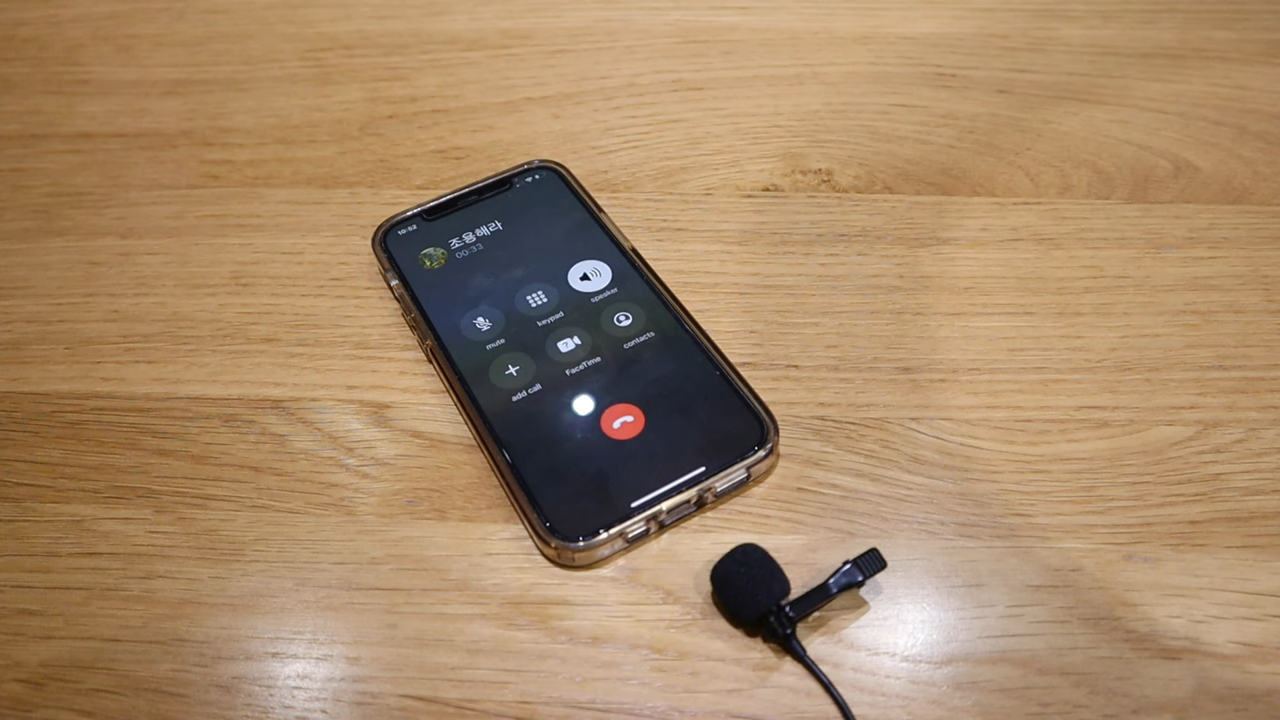 10:52
조용해라
00:33
mute
keypad
speaker
add call
FaceTime
contacts